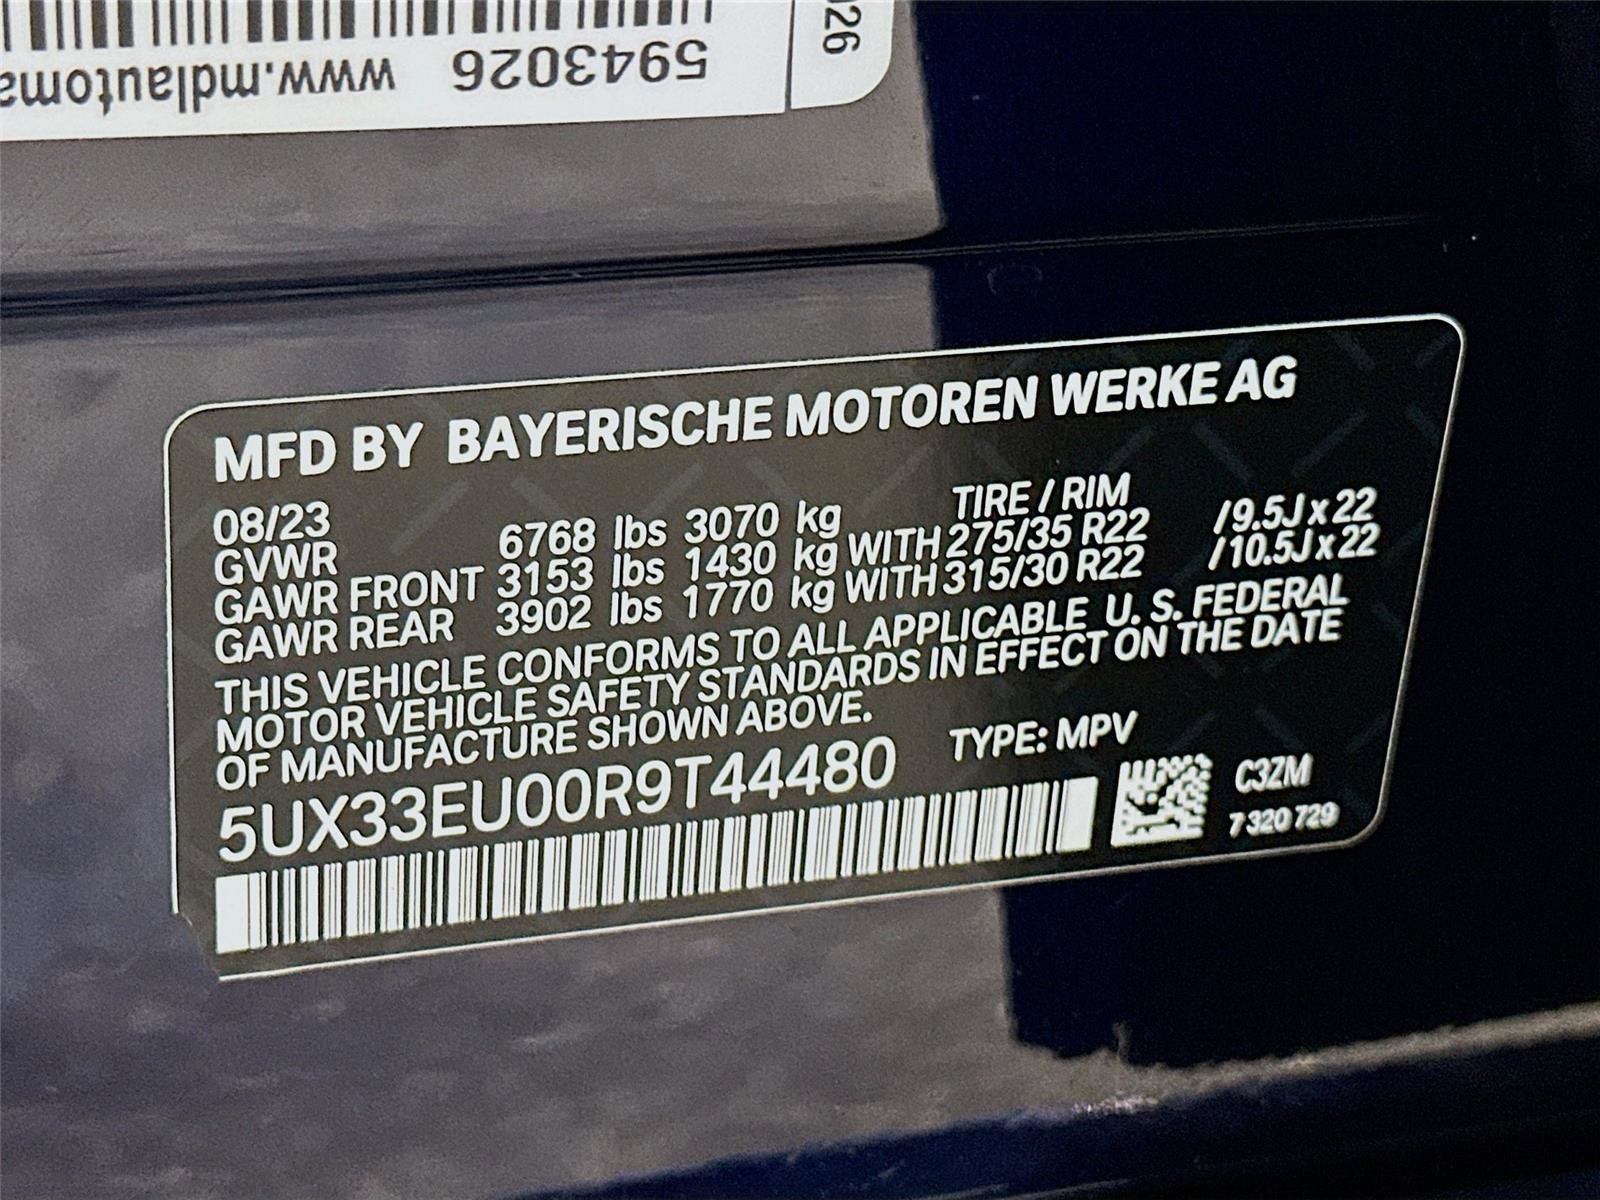 026
5943026 www.mdlautoma
MFD BY BAYERISCHE MOTOREN WERKE AG
08/23 TIRE / RIM
GVWR 6768 lbs 3070 kg
GAWR FRONT 3153 lbs 1430 kg WITH 275/35 R22 /9.5J x 22
GAWR REAR 3902 lbs 1770 kg WITH 315/30 R22 /10.5J x 22
THIS VEHICLE CONFORMS TO ALL APPLICABLE U. S. FEDERAL
MOTOR VEHICLE SAFETY STANDARDS IN EFFECT ON THE DATE
OF MANUFACTURE SHOWN ABOVE.
5UX33EU00R9T44480 TYPE: MPV
C3ZM
7 320 729